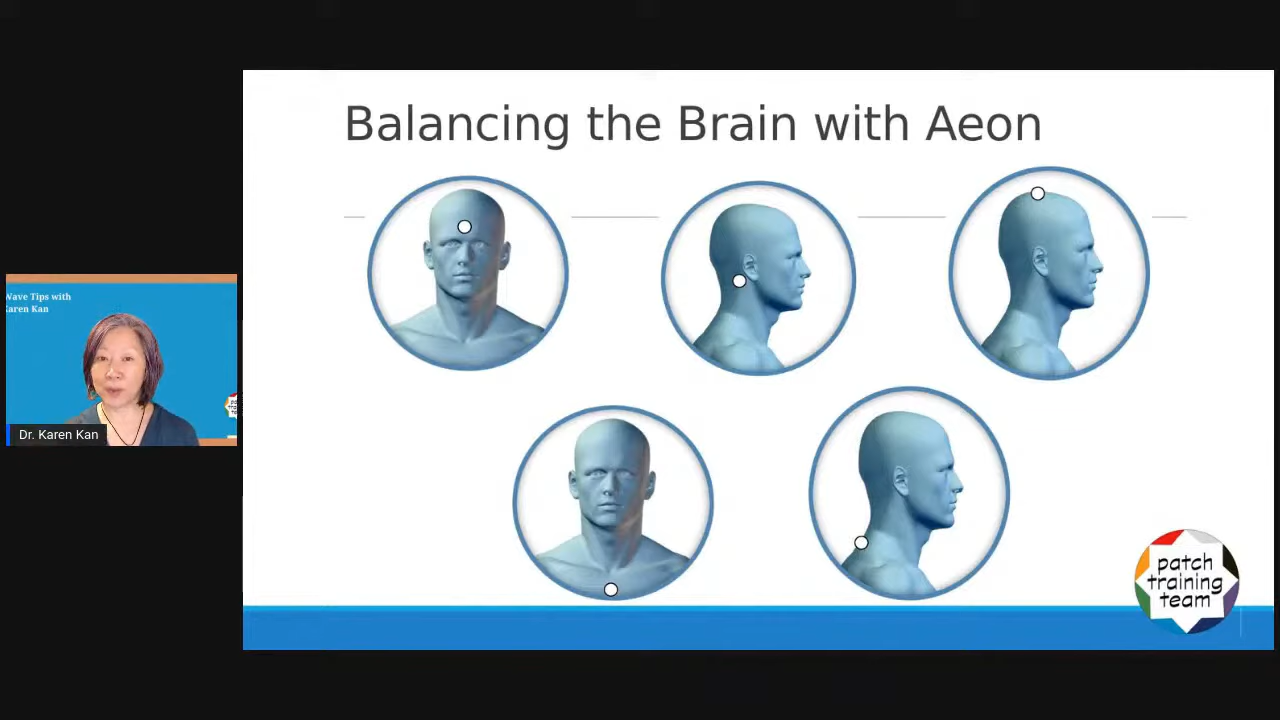 Balancing the Brain with Aeon
Wave Tips with
Karen Kan
Dr. Karen Kan
patch
training
team